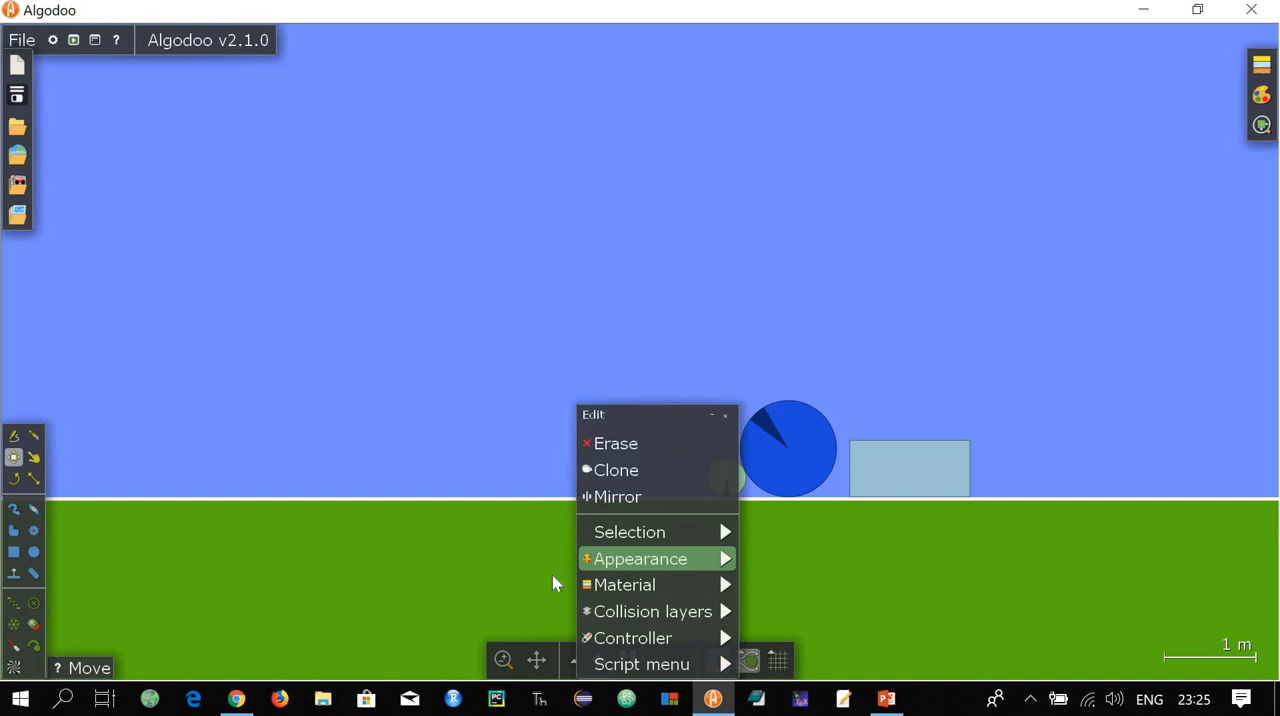 Algodoo
File ? Algodoo v2.1.0
Edit
Erase
Clone
Mirror
Selection
Appearance
Material
Collision layers
Controller
Script menu
? Move
1 m
Th
ENG 23:25